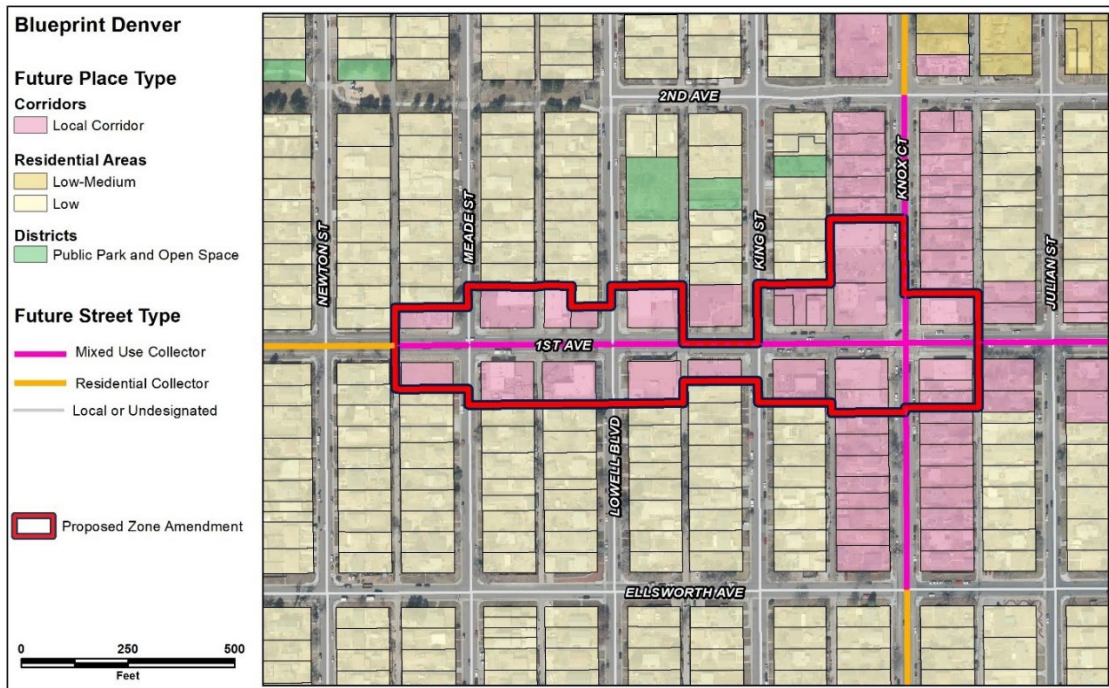 Blueprint Denver
Future Place Type
Corridors
Local Corridor
Residential Areas
Low-Medium
Low
Districts
Public Park and Open Space
Future Street Type
Mixed Use Collector
Residential Collector
Local or Undesignated
Proposed Zone Amendment
0 250 500
Feet
2ND AVE
KNOX CT
NEWTON ST
MEADE ST
KING ST
JULIAN ST
1ST AVE
LOWELL BLVD
ELLSWORTH AVE